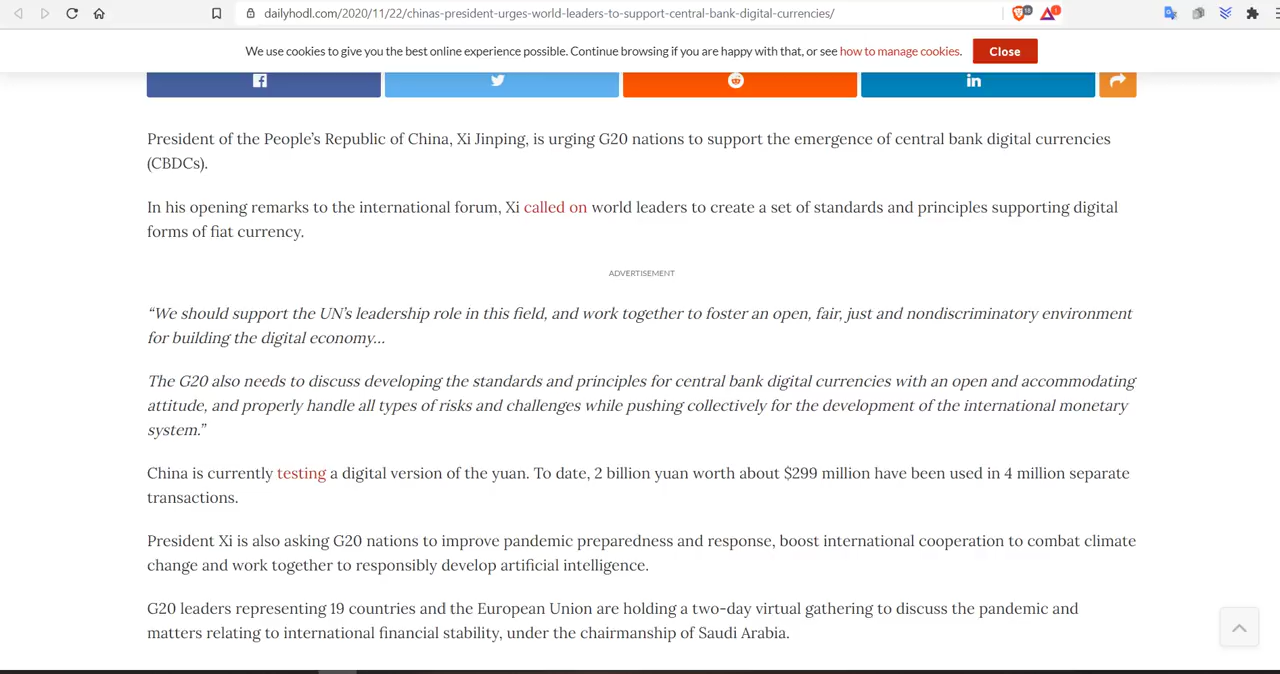 dailyhodl.com/2020/11/22/chinas-president-urges-world-leaders-to-support-central-bank-digital-currencies/
We use cookies to give you the best online experience possible. Continue browsing if you are happy with that, or see how to manage cookies. Close
President of the People’s Republic of China, Xi Jinping, is urging G20 nations to support the emergence of central bank digital currencies
(CBDCs).
In his opening remarks to the international forum, Xi called on world leaders to create a set of standards and principles supporting digital
forms of fiat currency.
ADVERTISEMENT
“We should support the UN’s leadership role in this field, and work together to foster an open, fair, just and nondiscriminatory environment
for building the digital economy…
The G20 also needs to discuss developing the standards and principles for central bank digital currencies with an open and accommodating
attitude, and properly handle all types of risks and challenges while pushing collectively for the development of the international monetary
system.”
China is currently testing a digital version of the yuan. To date, 2 billion yuan worth about $299 million have been used in 4 million separate
transactions.
President Xi is also asking G20 nations to improve pandemic preparedness and response, boost international cooperation to combat climate
change and work together to responsibly develop artificial intelligence.
G20 leaders representing 19 countries and the European Union are holding a two-day virtual gathering to discuss the pandemic and
matters relating to international financial stability, under the chairmanship of Saudi Arabia.